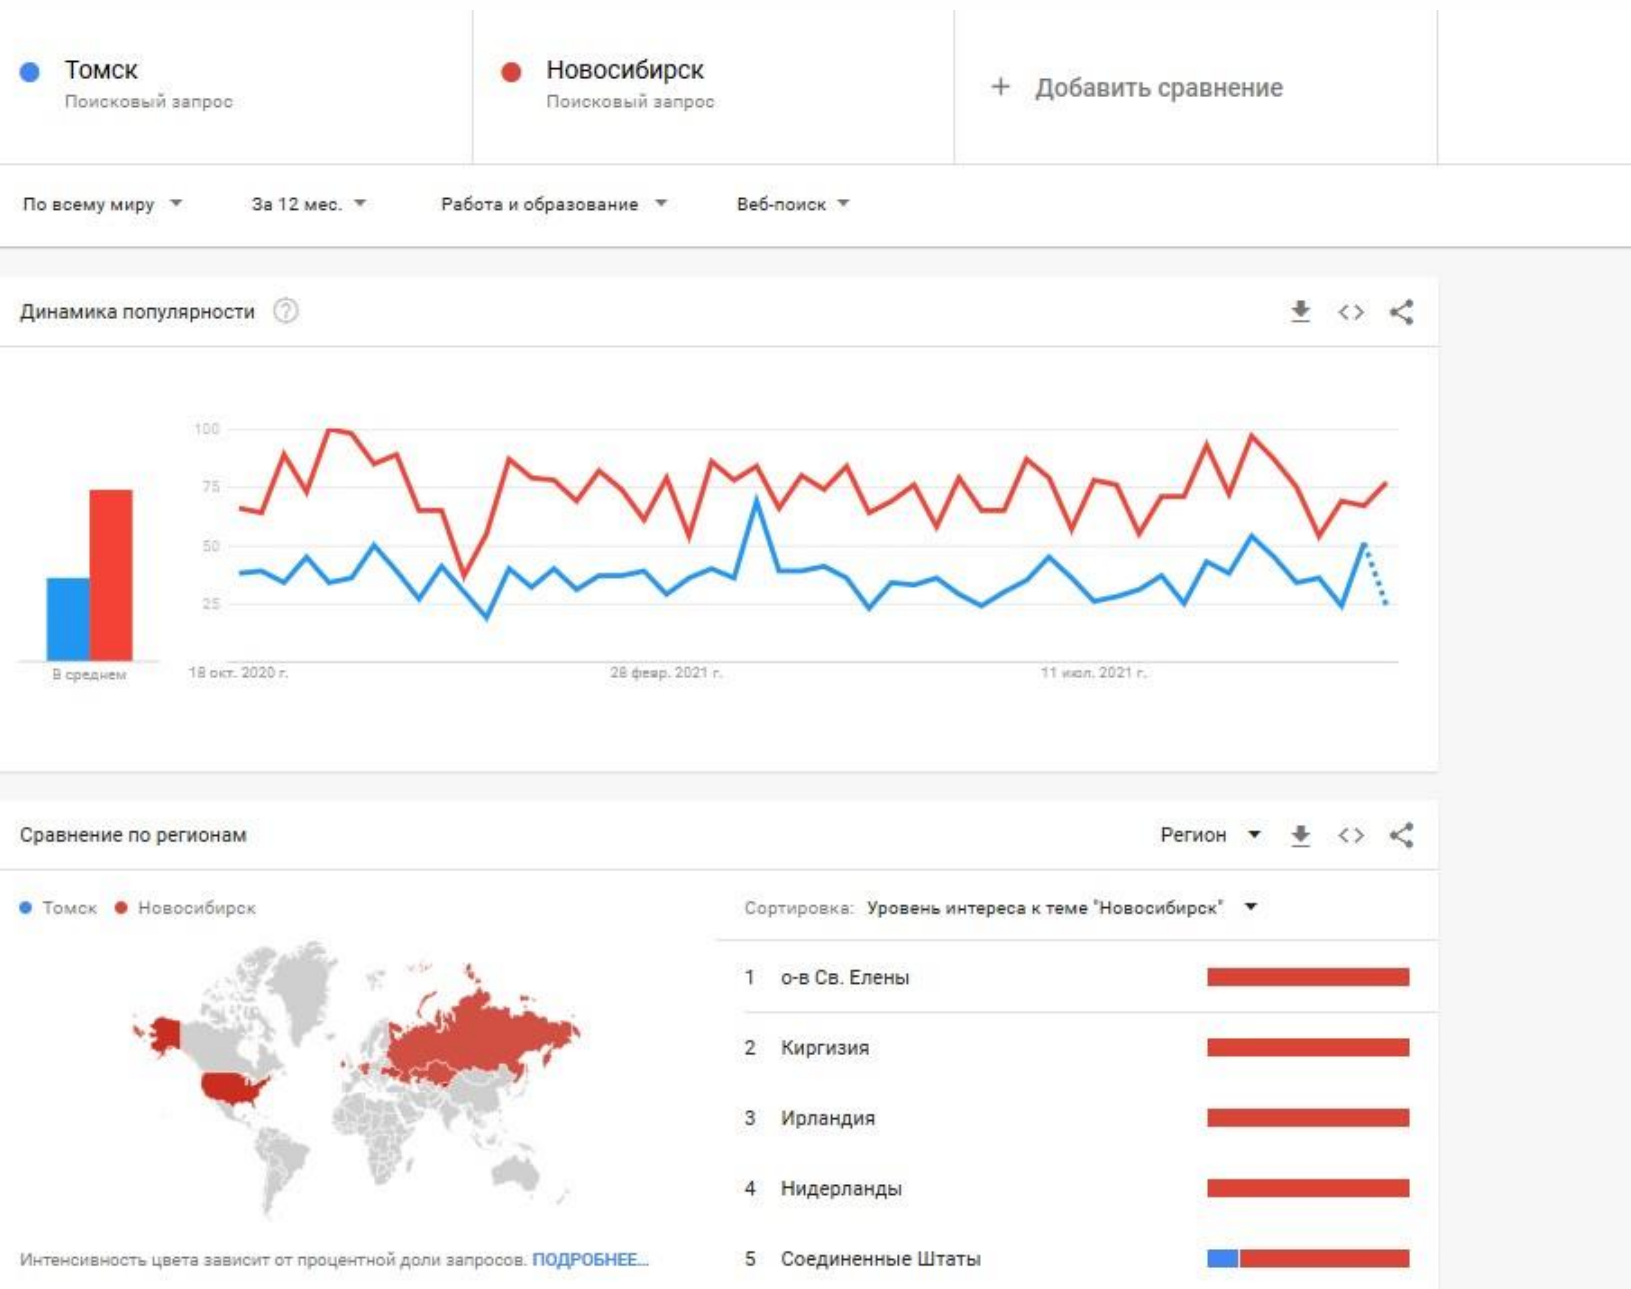 Томск
Поисковый запрос
Новосибирск
Поисковый запрос
+ Добавить сравнение
По всему миру
За 12 мес.
Работа и образование
Веб-поиск
Динамика популярности ?
100
75
50
25
В среднем
18 окт. 2020 г.
28 февр. 2021 г.
11 июл. 2021 г.
Сравнение по регионам
Регион
Томск
Новосибирск
Сортировка: Уровень интереса к теме "Новосибирск"
1 о-в Св. Елены
2 Киргизия
3 Ирландия
4 Нидерланды
5 Соединенные Штаты
Интенсивность цвета зависит от процентной доли запросов. ПОДРОБНЕЕ...